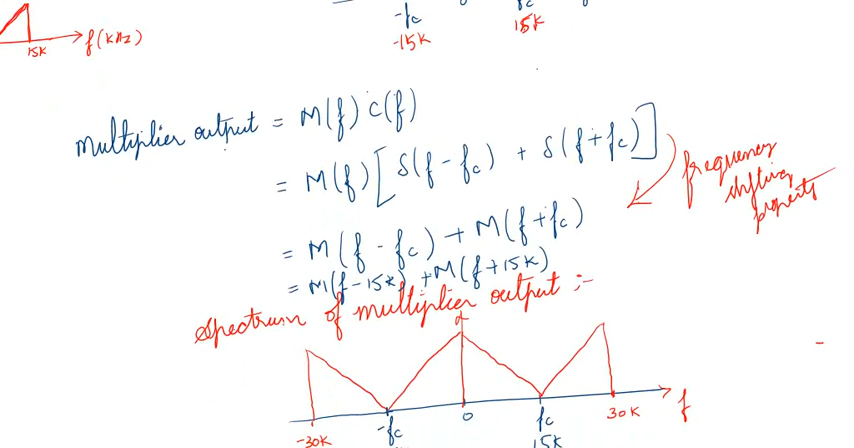 -fc fc
-15K 15K
15K f(kHz)
Multiplier output = M(f) C(f)
= M(f) [ δ(f - fc) + δ(f + fc) ]
frequency
shifting
property
= M(f - fc) + M(f + fc)
= M(f - 15K) + M(f + 15K)
Spectrum of multiplier output :-
-30K -fc 0 fc 30K f
15K